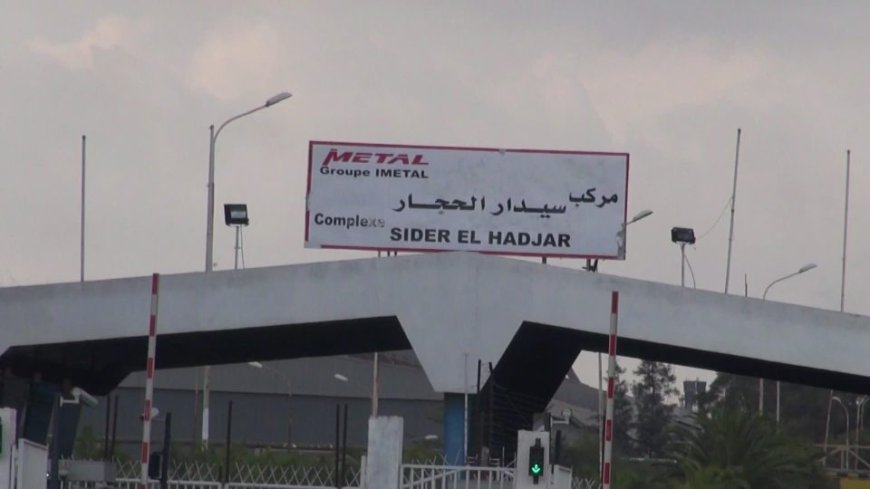 METAL
Groupe IMETAL
مركب سيدار الحجار
Complexe
SIDER EL HADJAR